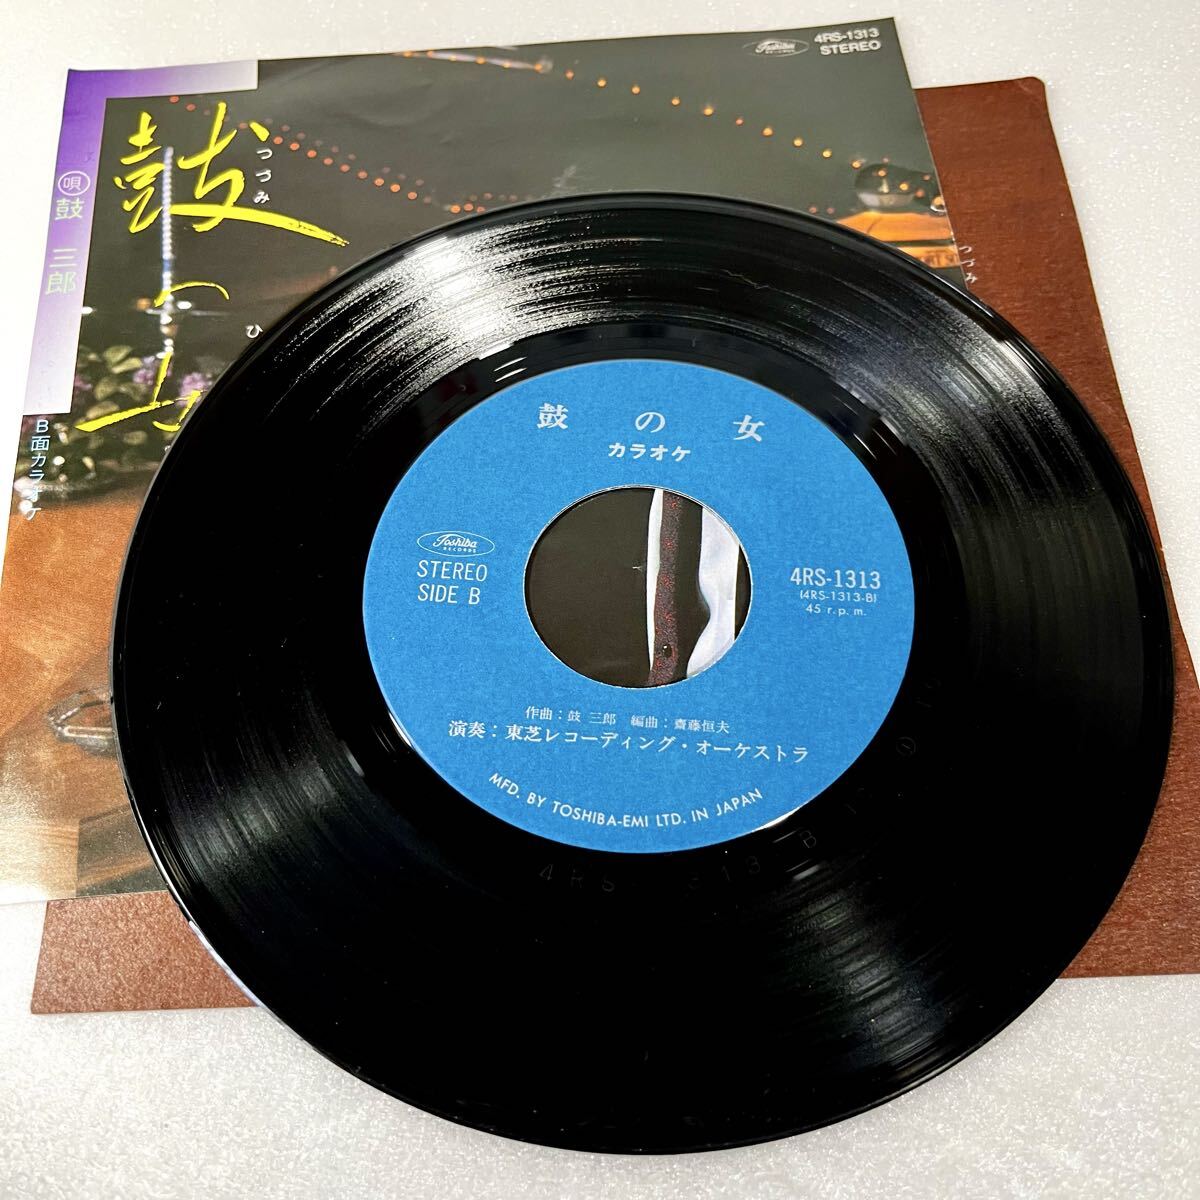 Toshiba
RECORDS
4RS-1313
STEREO
鼓
つづみ
ひ
唄 鼓 三郎
B面カラオケ
つづみ
鼓の女
カラオケ
Toshiba
RECORDS
STEREO
SIDE B
4RS-1313
(4RS-1313-B)
45 r.p.m.
作曲:鼓 三郎 編曲:齋藤恒夫
演奏:東芝レコーディング・オーケストラ
MFD. BY TOSHIBA-EMI LTD. IN JAPAN